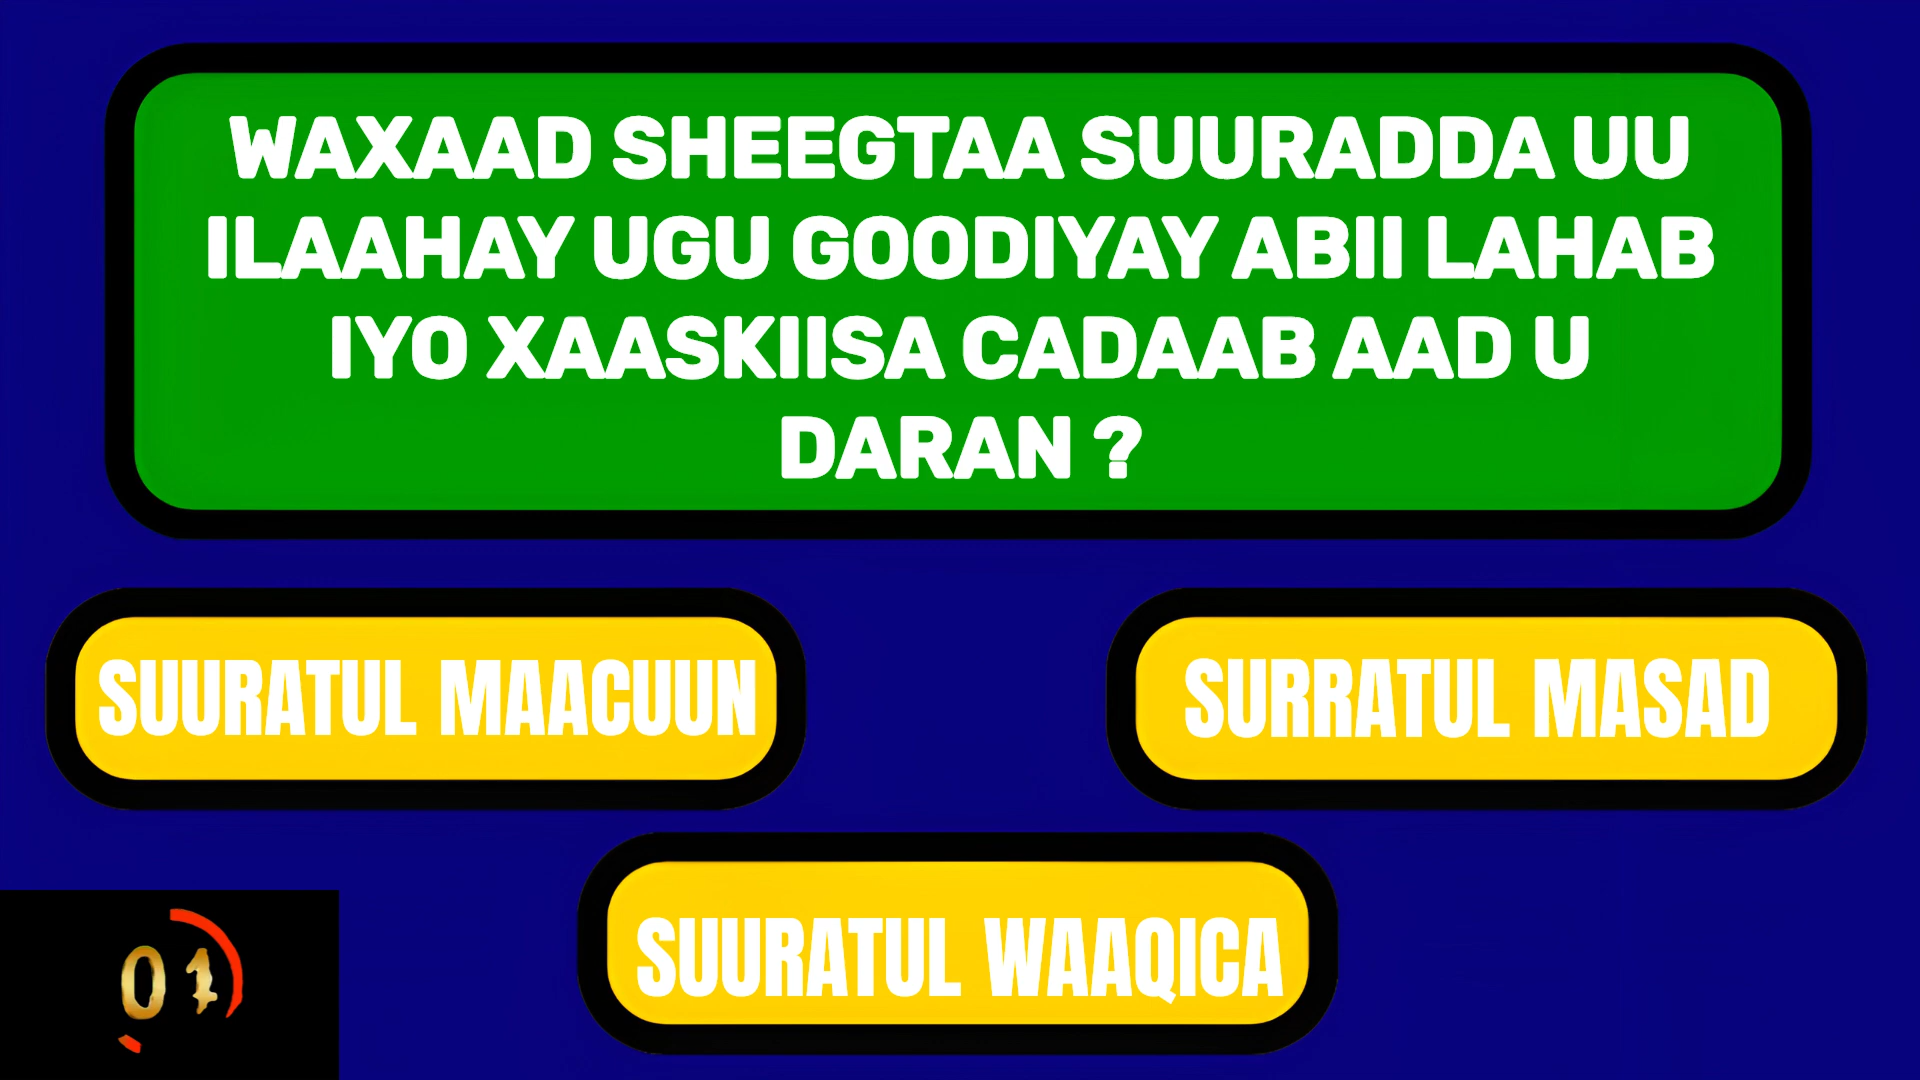 WAXAAD SHEEGTAA SUURADDA UU
ILAAHAY UGU GOODIYAY ABII LAHAB
IYO XAASKIISA CADAAB AAD U
DARAN ?
SUURATUL MAACUUN
SURRATUL MASAD
SUURATUL WAAQICA
01